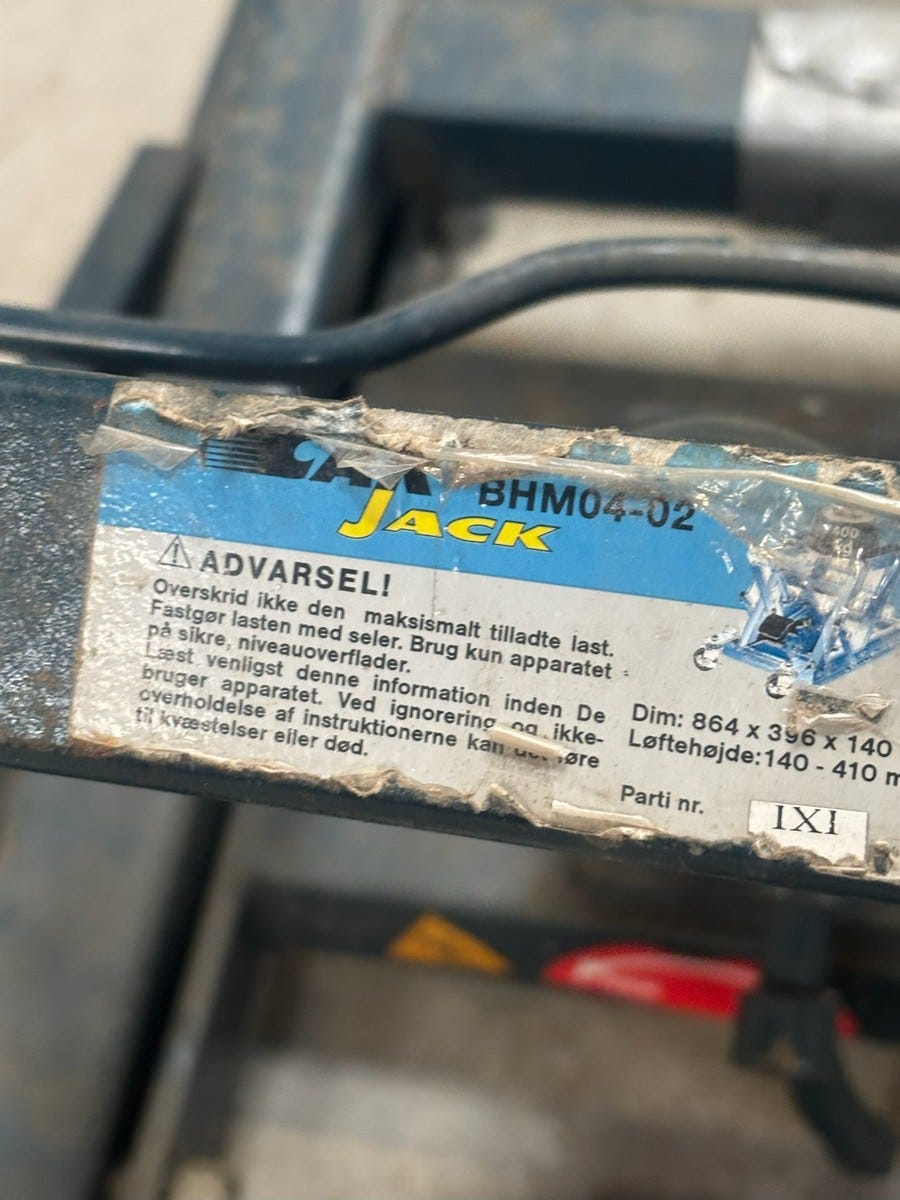 BHM04-02
JACK
ADVARSEL!
Overskrid ikke den maksismalt tilladte last.
Fastgør lasten med seler. Brug kun apparatet
på sikre, niveauoverflader.
Læst venligst denne information inden De
bruger apparatet. Ved ignorering og ikke-
overholdelse af instruktionerne kan
til kvæstelser eller død.
Dim: 864 x 396 x 140
Løftehøjde:140 - 410
Parti nr.
IXI